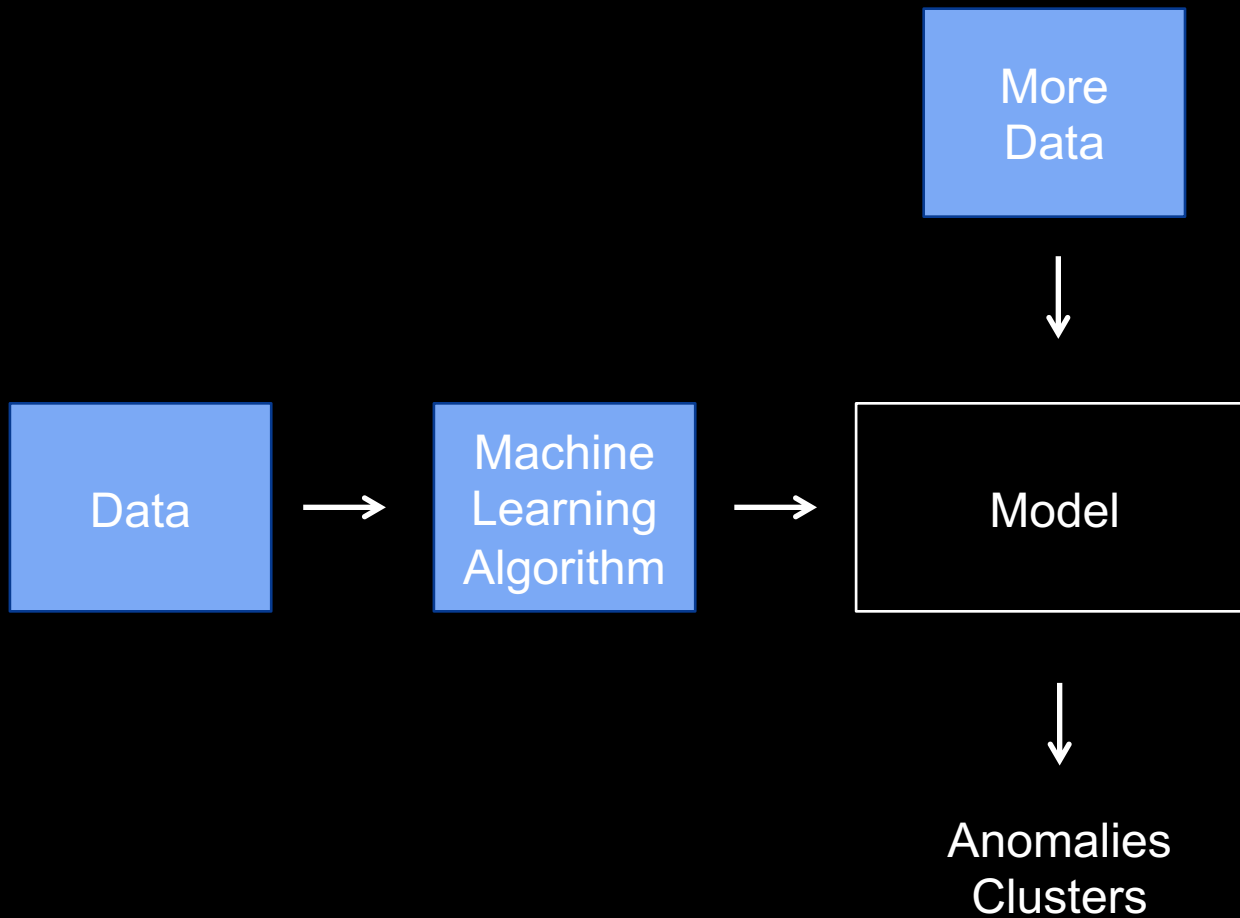 More
Data
Data
Machine
Learning
Algorithm
Model
Anomalies
Clusters